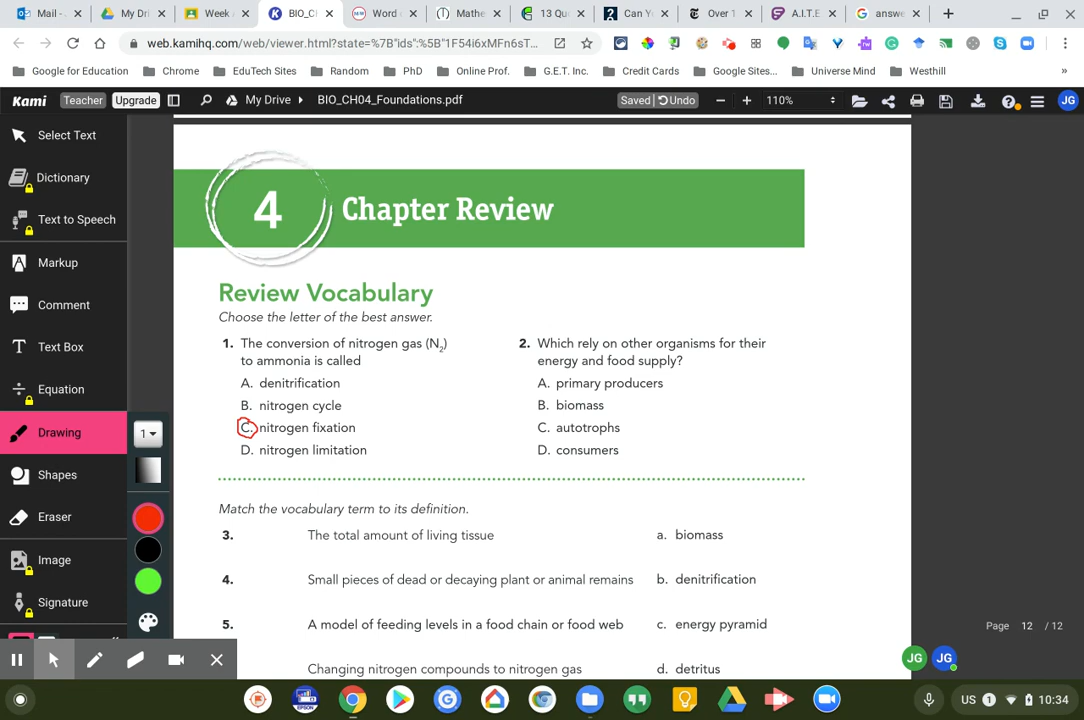 Mail -
My Dri
Week
BIO_CH
Word a
Mathe
13 Que
Can Yo
Over 1
A.I.T.E
answe
web.kamihq.com/web/viewer.html?state=%7B"ids":%5B"1F54i6xMFn6sT...
Google for Education
Chrome
EduTech Sites
Random
PhD
Online Prof.
G.E.T. Inc.
Credit Cards
Google Sites...
Universe Mind
Westhill
»
Kami
Teacher
Upgrade
My Drive
BIO_CH04_Foundations.pdf
Saved
Undo
110%
JG
Select Text
Dictionary
Text to Speech
Markup
Comment
Text Box
Equation
Drawing
Shapes
Eraser
Image
Signature
1
4
Chapter Review
Review Vocabulary
Choose the letter of the best answer.
1. The conversion of nitrogen gas (N2)
to ammonia is called
A. denitrification
B. nitrogen cycle
C. nitrogen fixation
D. nitrogen limitation
2. Which rely on other organisms for their
energy and food supply?
A. primary producers
B. biomass
C. autotrophs
D. consumers
Match the vocabulary term to its definition.
3. The total amount of living tissue a. biomass
4. Small pieces of dead or decaying plant or animal remains b. denitrification
5. A model of feeding levels in a food chain or food web c. energy pyramid
Changing nitrogen compounds to nitrogen gas d. detritus
Page 12 / 12
JG
JG
EPSON
US 1 10:34